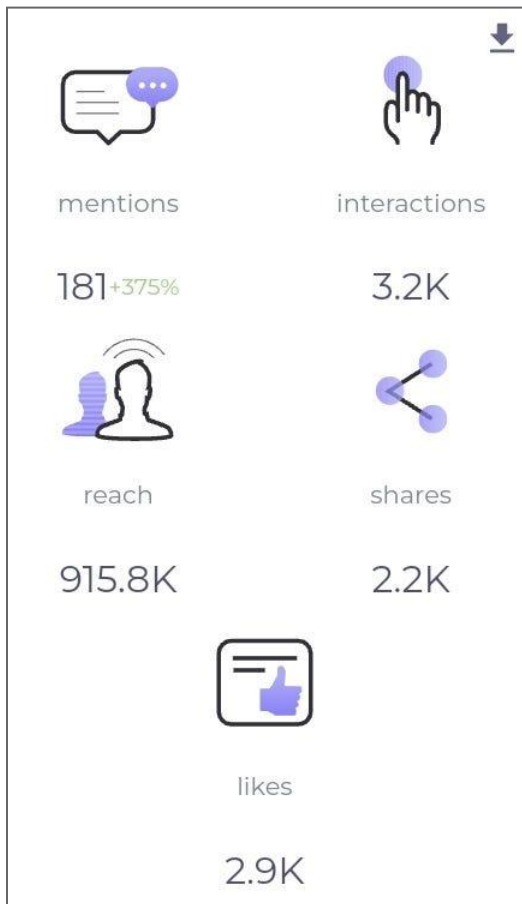 mentions
interactions
181 +375%
3.2K
reach
shares
915.8K
2.2K
likes
2.9K